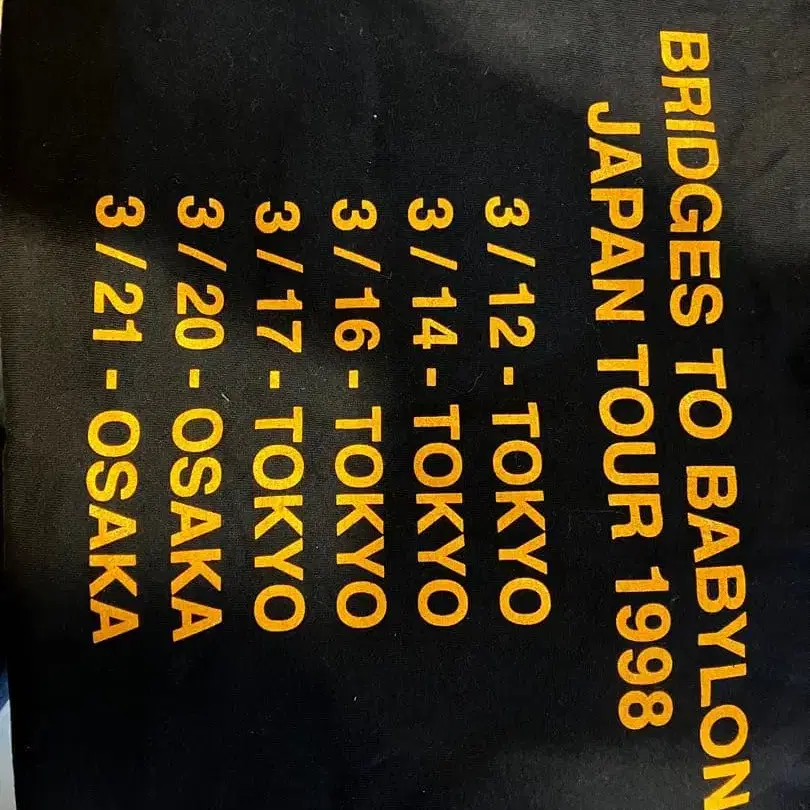 BRIDGES TO BABYLON
JAPAN TOUR 1998
3/12-TOKYO
3/14-TOKYO
3/16-TOKYO
3/17-TOKYO
3/20-OSAKA
3/21-OSAKA